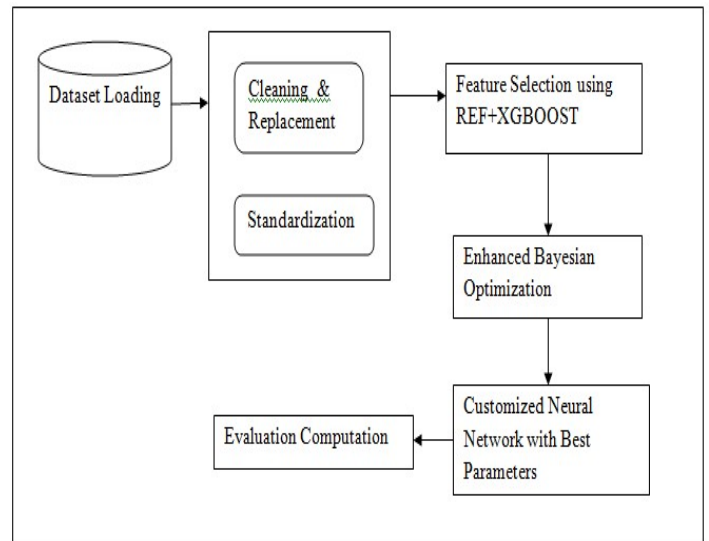 Dataset Loading
Cleaning &
Replacement
Standardization
Feature Selection using
REF+XGBOOST
Enhanced Bayesian
Optimization
Customized Neural
Network with Best
Parameters
Evaluation Computation